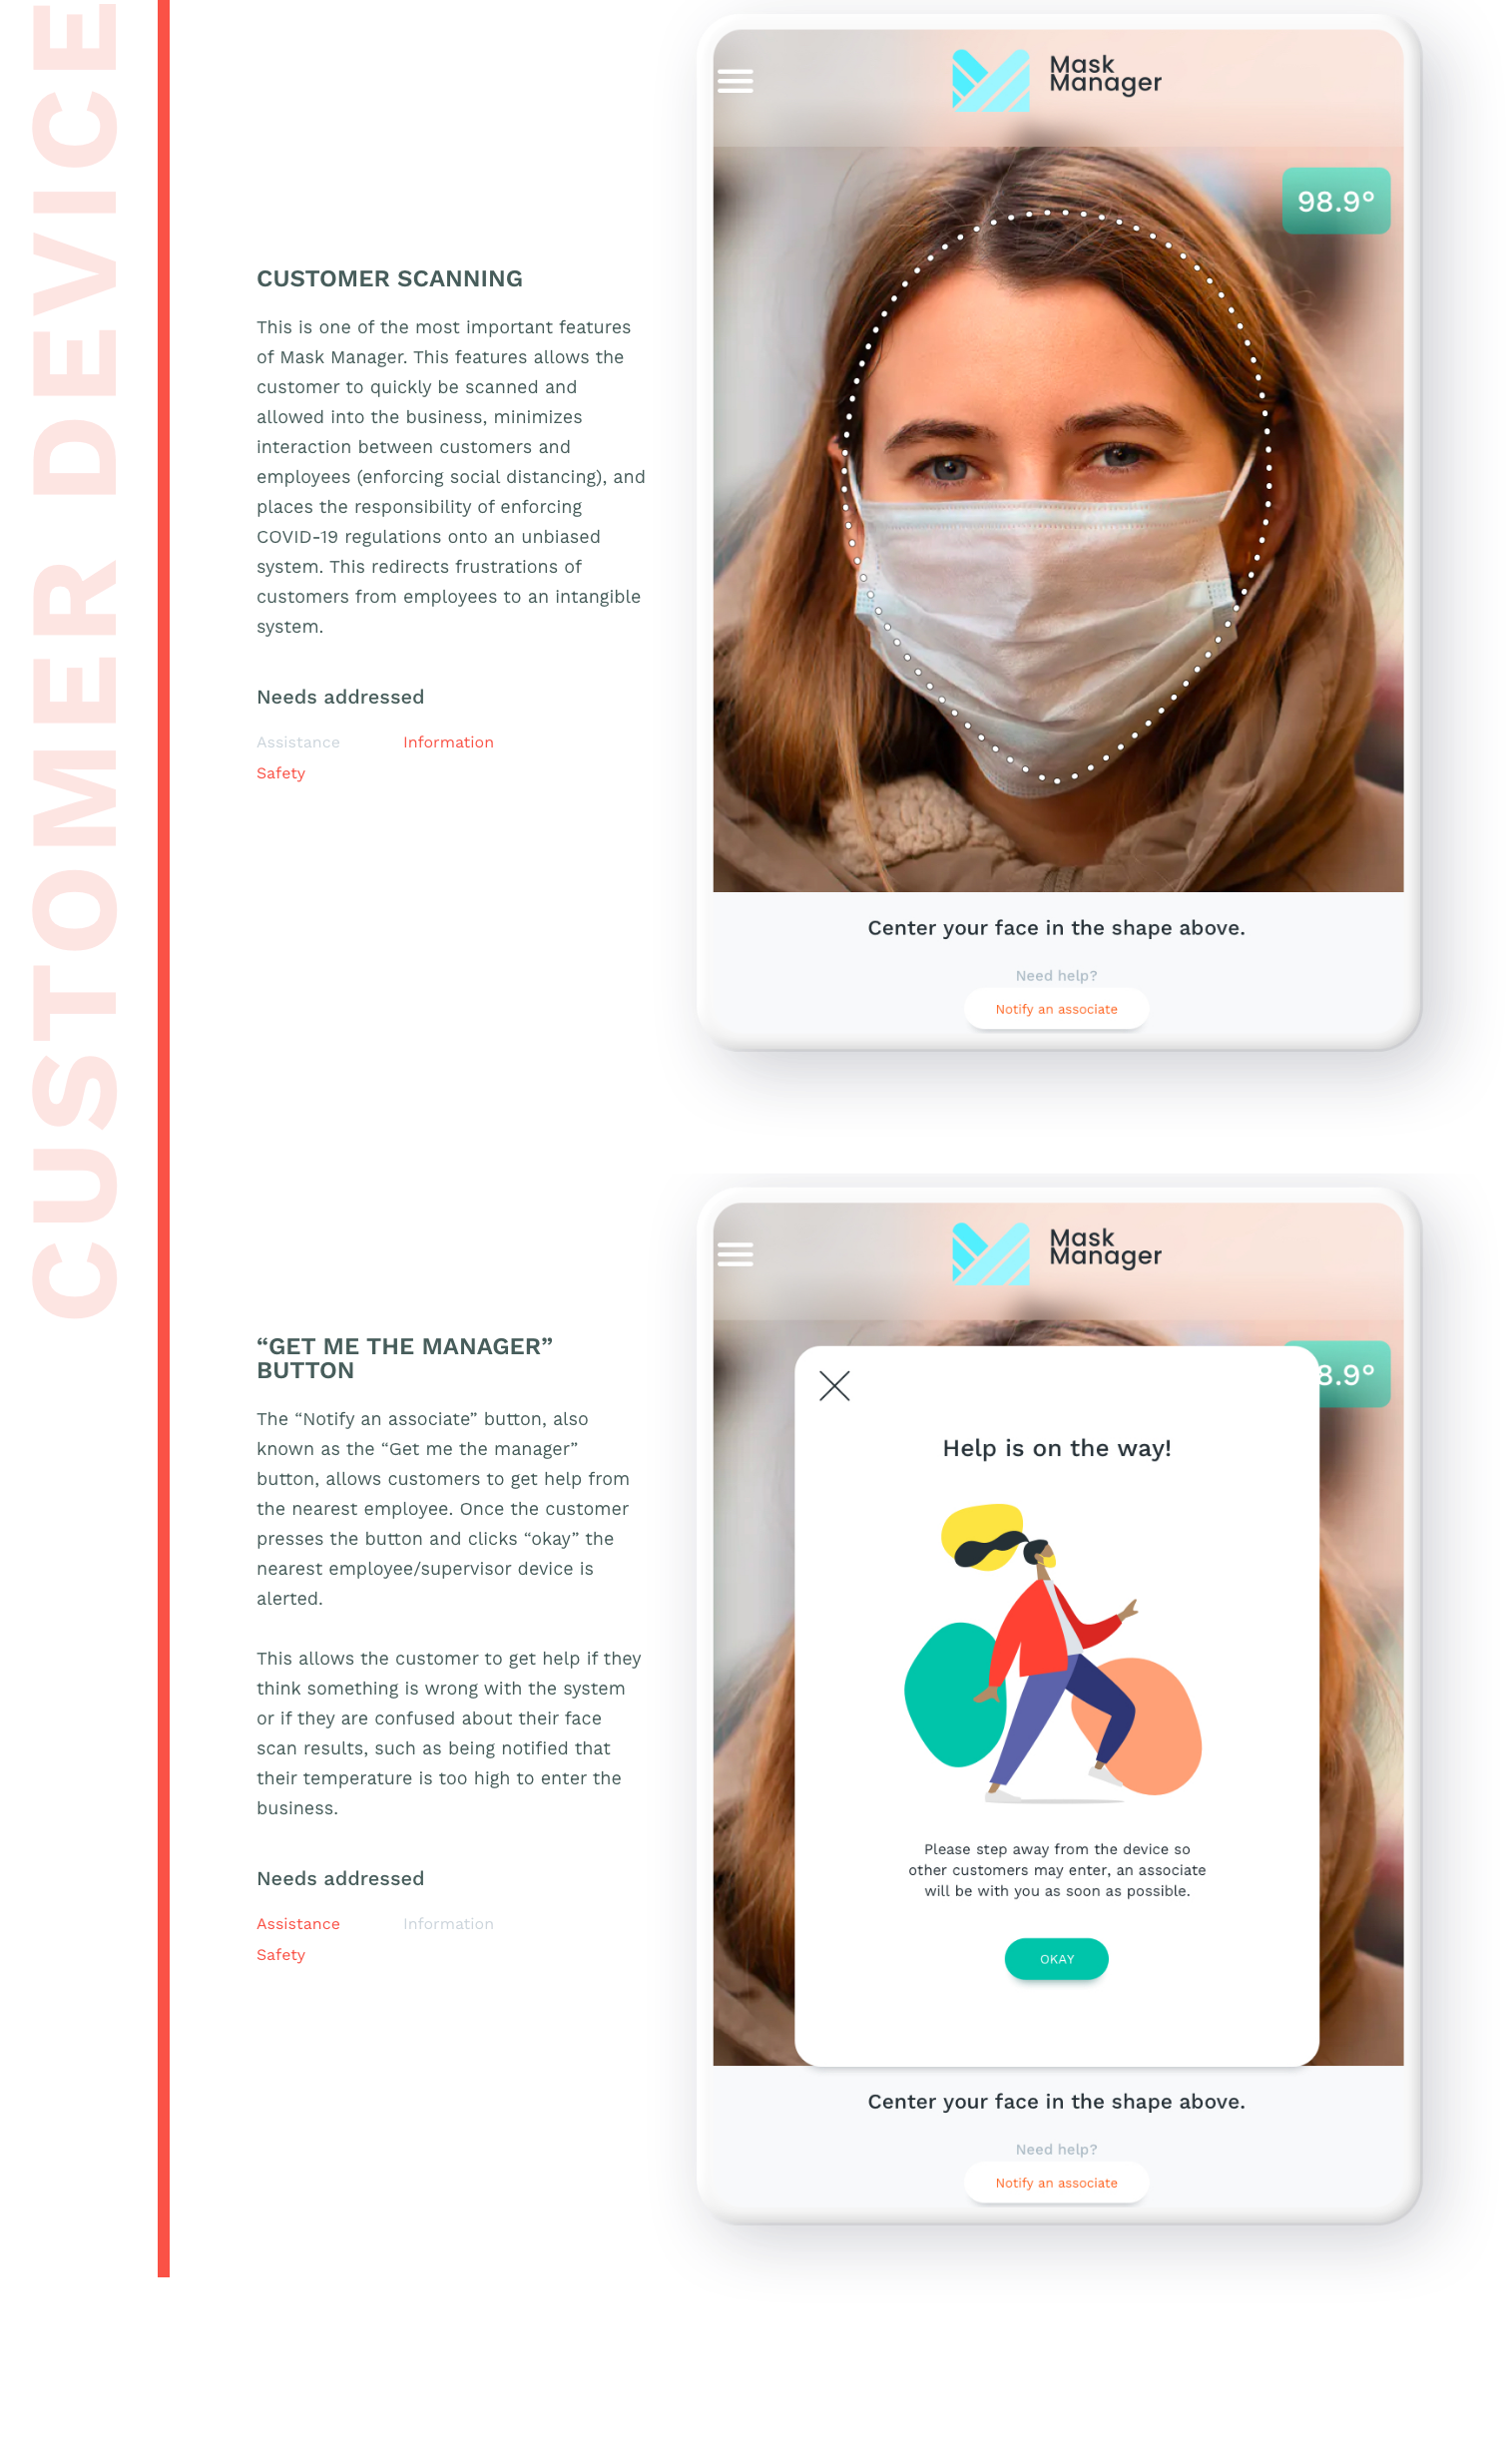 CUSTOMER DEVICE
CUSTOMER SCANNING
This is one of the most important features
of Mask Manager. This features allows the
customer to quickly be scanned and
allowed into the business, minimizes
interaction between customers and
employees (enforcing social distancing), and
places the responsibility of enforcing
COVID-19 regulations onto an unbiased
system. This redirects frustrations of
customers from employees to an intangible
system.
Needs addressed
Assistance Information
Safety
Mask
Manager
98.9°
Center your face in the shape above.
Need help?
Notify an associate
“GET ME THE MANAGER”
BUTTON
The “Notify an associate” button, also
known as the “Get me the manager”
button, allows customers to get help from
the nearest employee. Once the customer
presses the button and clicks “okay” the
nearest employee/supervisor device is
alerted.
This allows the customer to get help if they
think something is wrong with the system
or if they are confused about their face
scan results, such as being notified that
their temperature is too high to enter the
business.
Needs addressed
Assistance Information
Safety
Mask
Manager
8.9°
Help is on the way!
Please step away from the device so
other customers may enter, an associate
will be with you as soon as possible.
OKAY
Center your face in the shape above.
Need help?
Notify an associate